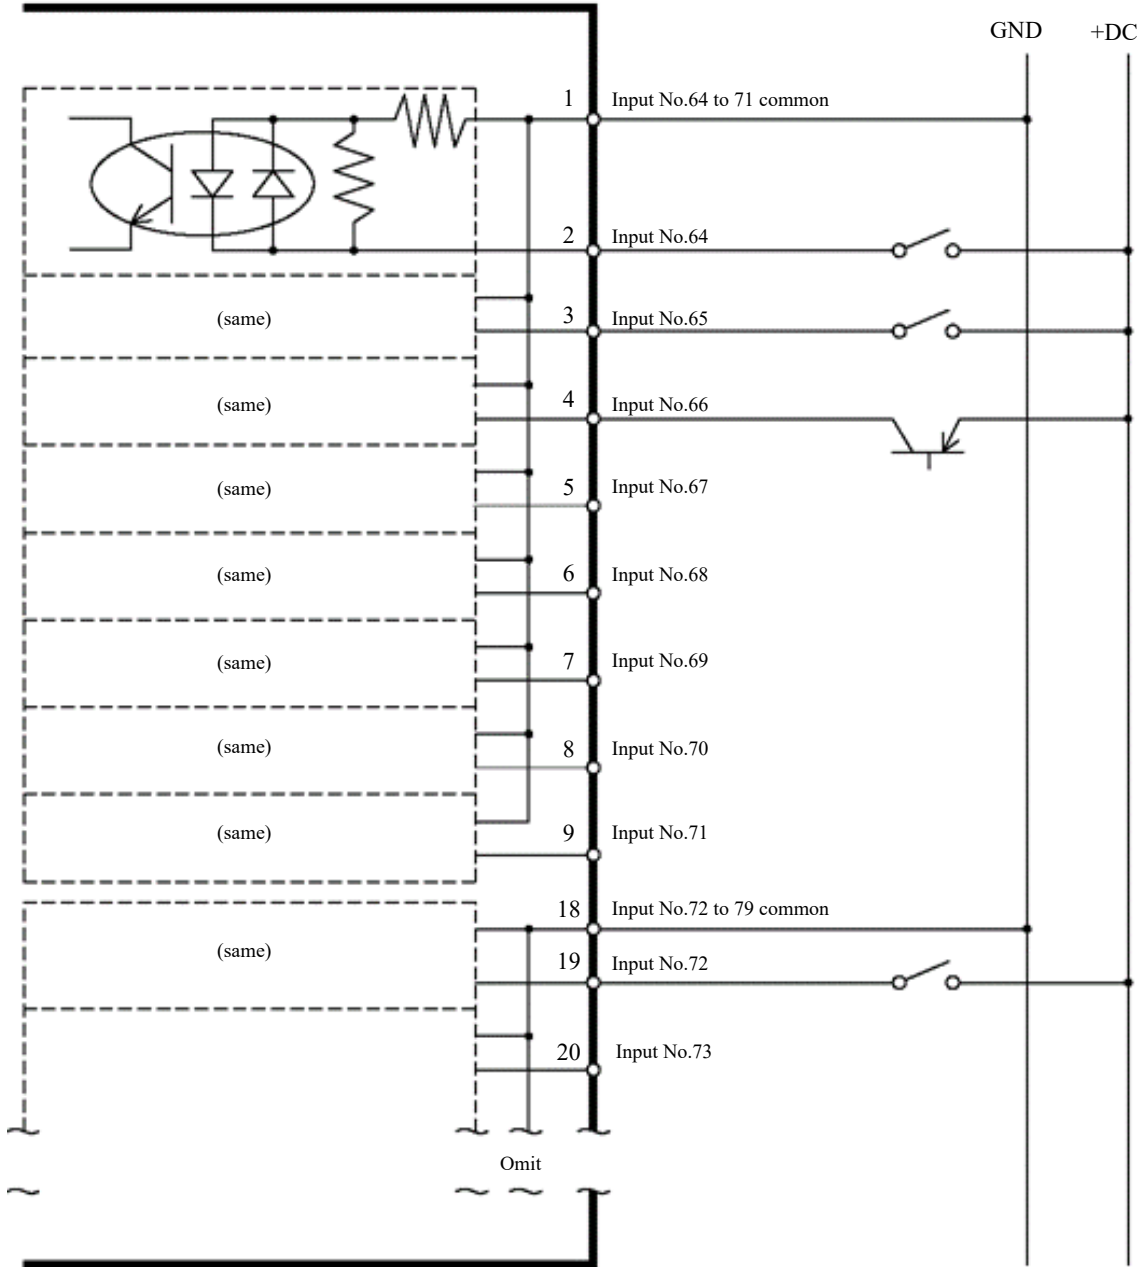 GND +DC
1 Input No.64 to 71 common
2 Input No.64
(same) 3 Input No.65
(same) 4 Input No.66
(same) 5 Input No.67
(same) 6 Input No.68
(same) 7 Input No.69
(same) 8 Input No.70
(same) 9 Input No.71
18 Input No.72 to 79 common
(same)
19 Input No.72
20 Input No.73
Omit